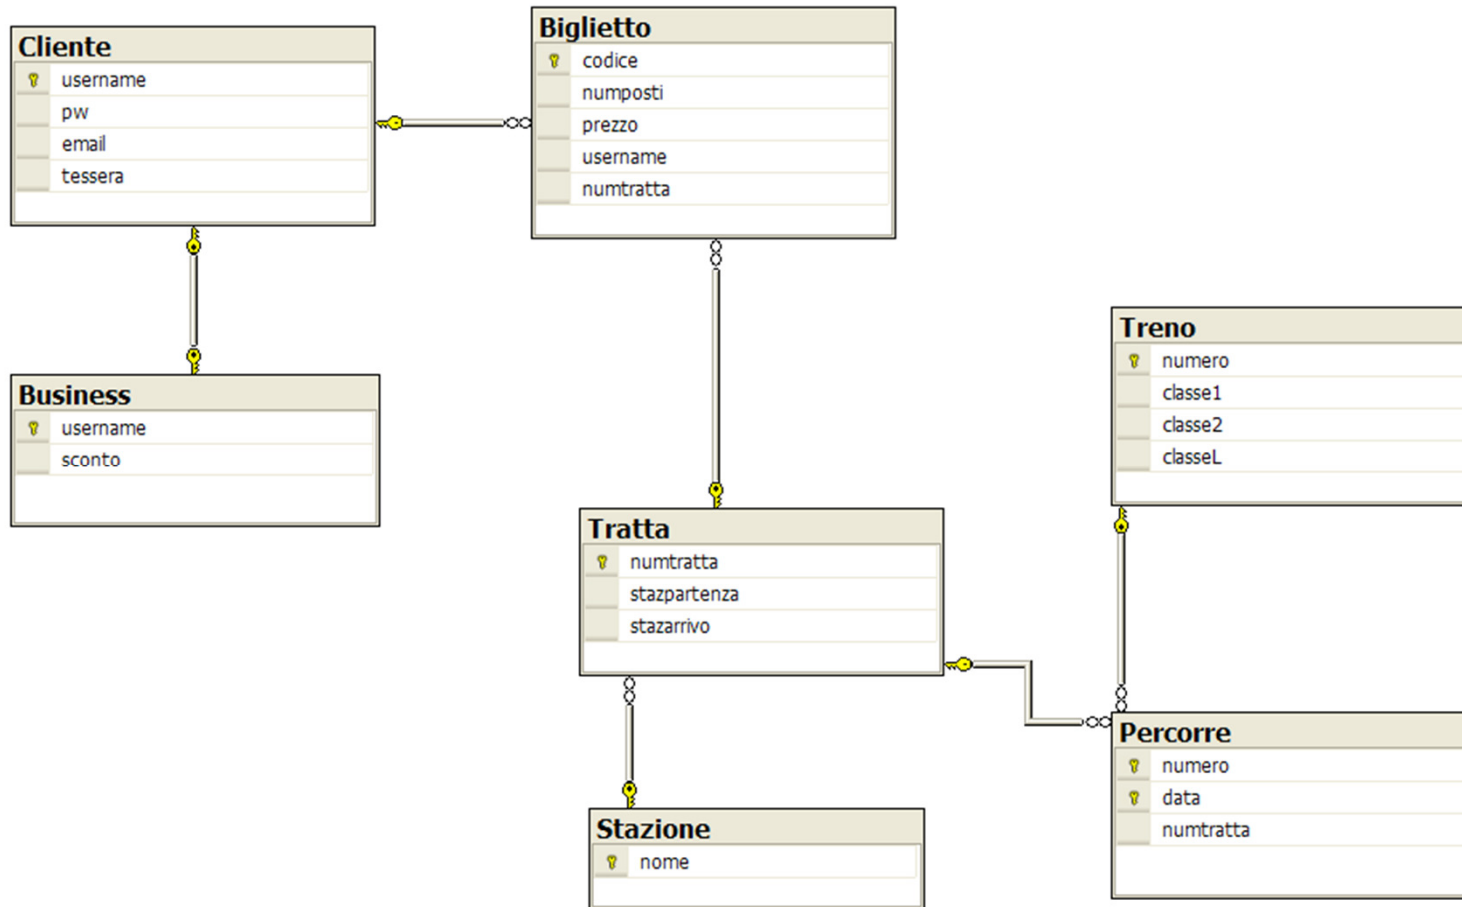 Cliente
username
pw
email
tessera
Biglietto
codice
numposti
prezzo
username
numtratta
Business
username
sconto
Treno
numero
classe1
classe2
classeL
Tratta
numtratta
stazpartenza
stazarrivo
Percorre
numero
data
numtratta
Stazione
nome